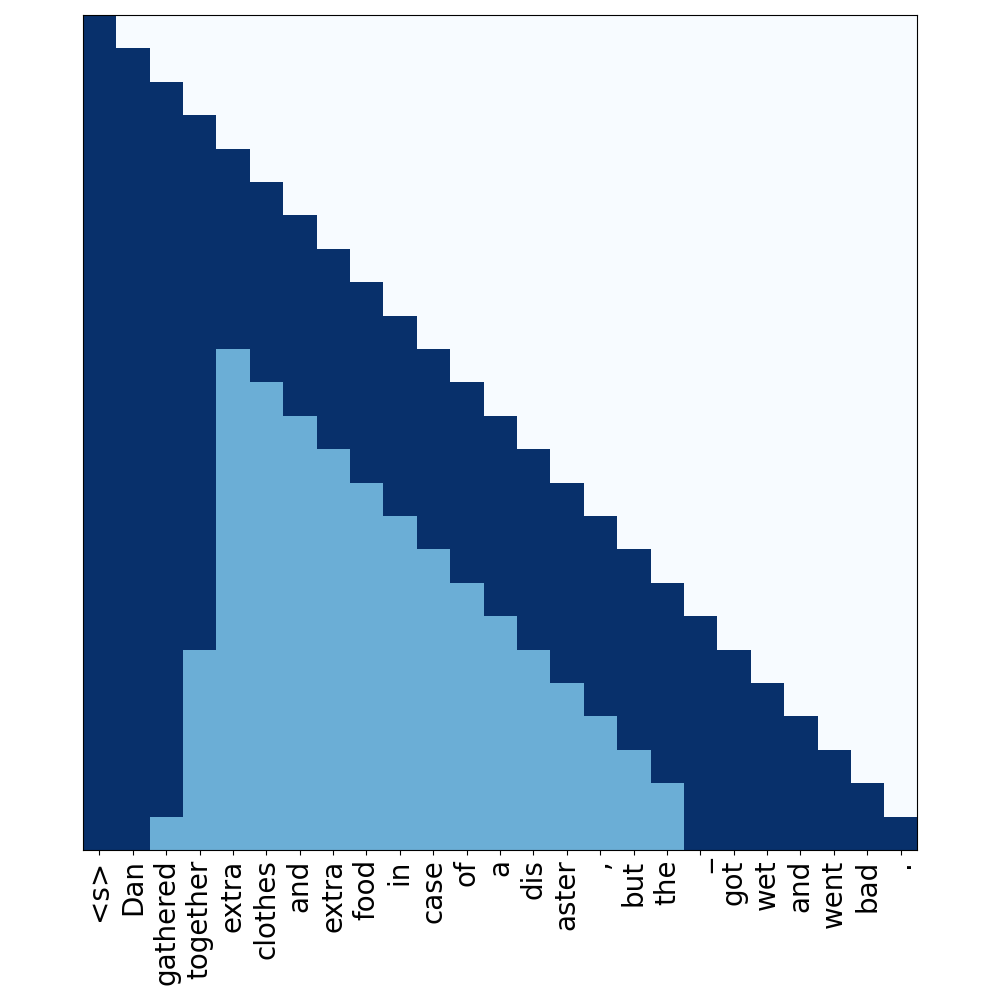 <s>
Dan
gathered
together
extra
clothes
and
extra
food
in
case
of
a
dis
aster
,
but
the
_
got
wet
and
went
bad
.